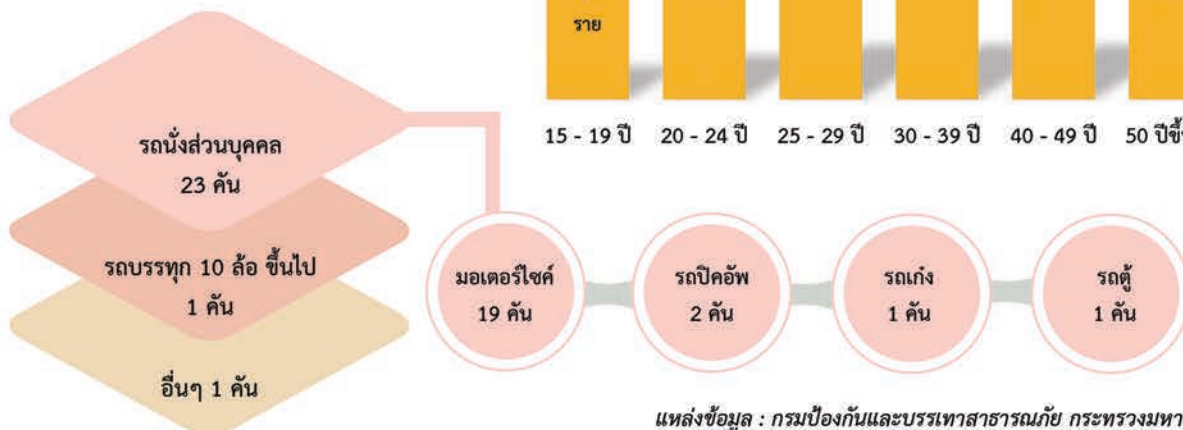 ราย
15 - 19 ปี 20 - 24 ปี 25 - 29 ปี 30 - 39 ปี 40 - 49 ปี 50 ปีขึ้น
รถนั่งส่วนบุคคล
23 คัน
รถบรรทุก 10 ล้อ ขึ้นไป
1 คัน
อื่นๆ 1 คัน
มอเตอร์ไซค์
19 คัน
รถปิคอัพ
2 คัน
รถเก๋ง
1 คัน
รถตู้
1 คัน
แหล่งข้อมูล : กรมป้องกันและบรรเทาสาธารณภัย กระทรวงมหา